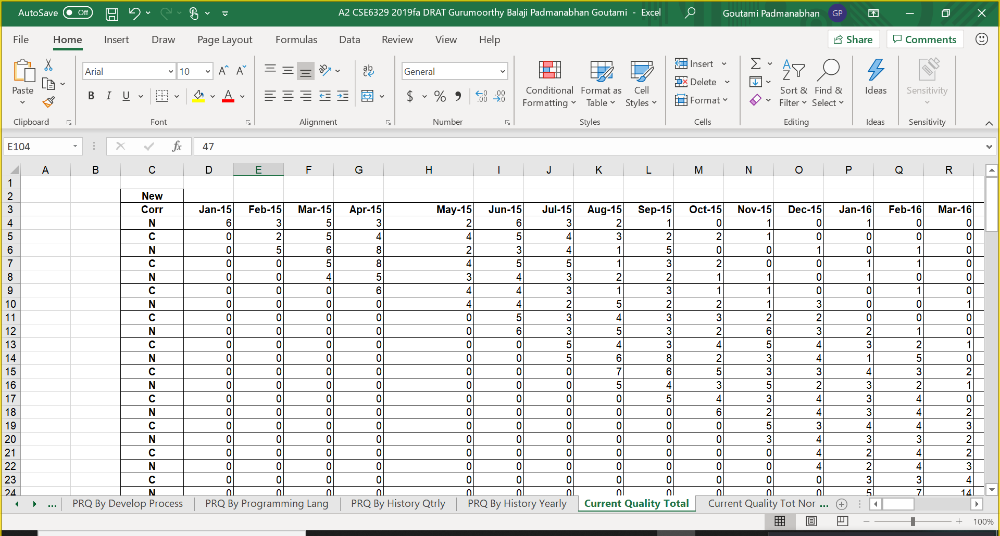 AutoSave Off A2 CSE6329 2019fa DRAT Gurumoorthy Balaji Padmanabhan Goutami - Excel Goutami Padmanabhan GP
File Home Insert Draw Page Layout Formulas Data Review View Help Share Comments
Paste
Clipboard
Arial 10 A^ A
B I U A
Font
ab c
Alignment
General
$ % , .0 .00 .00 .0
Number
Conditional Formatting Format as Table Cell Styles
Styles
Insert
Delete
Format
Cells
Sort & Filter Find & Select
Editing
Ideas
Ideas
Sensitivity
Sensitivity
E104 fx 47
A B C D E F G H I J K L M N O P Q R
1
2 New
3 Corr Jan-15 Feb-15 Mar-15 Apr-15 May-15 Jun-15 Jul-15 Aug-15 Sep-15 Oct-15 Nov-15 Dec-15 Jan-16 Feb-16 Mar-16
4 N 6 3 5 3 2 6 3 2 1 0 1 0 1 0 0
5 C 0 2 5 4 4 5 4 3 2 2 1 0 0 0 0
6 N 0 5 6 8 2 3 4 1 5 0 0 1 0 1 0
7 C 0 0 5 8 4 5 5 1 3 2 0 0 1 1 0
8 N 0 0 4 5 3 4 3 2 2 1 1 0 1 0 0
9 C 0 0 0 6 4 4 3 1 3 1 1 0 0 1 0
10 N 0 0 0 0 4 4 2 5 2 2 1 3 0 0 1
11 C 0 0 0 0 0 5 3 4 3 3 2 2 0 0 0
12 N 0 0 0 0 0 6 3 5 3 2 6 3 2 1 0
13 C 0 0 0 0 0 0 5 4 3 4 5 4 3 2 1
14 N 0 0 0 0 0 0 5 6 8 2 3 4 1 5 0
15 C 0 0 0 0 0 0 0 7 6 5 3 3 4 3 2
16 N 0 0 0 0 0 0 0 5 4 3 5 2 3 2 1
17 C 0 0 0 0 0 0 0 0 5 4 3 4 3 4 0
18 N 0 0 0 0 0 0 0 0 0 6 2 4 3 4 2
19 C 0 0 0 0 0 0 0 0 0 0 5 3 4 4 3
20 N 0 0 0 0 0 0 0 0 0 0 3 4 3 3 2
21 C 0 0 0 0 0 0 0 0 0 0 0 4 2 4 2
22 N 0 0 0 0 0 0 0 0 0 0 0 4 2 4 3
23 C 0 0 0 0 0 0 0 0 0 0 0 0 3 3 4
24 N 0 0 0 0 0 0 0 0 0 0 0 0 5 7 14
... PRQ By Develop Process PRQ By Programming Lang PRQ By History Qtrly PRQ By History Yearly Current Quality Total Current Quality Tot Nor ...
100%